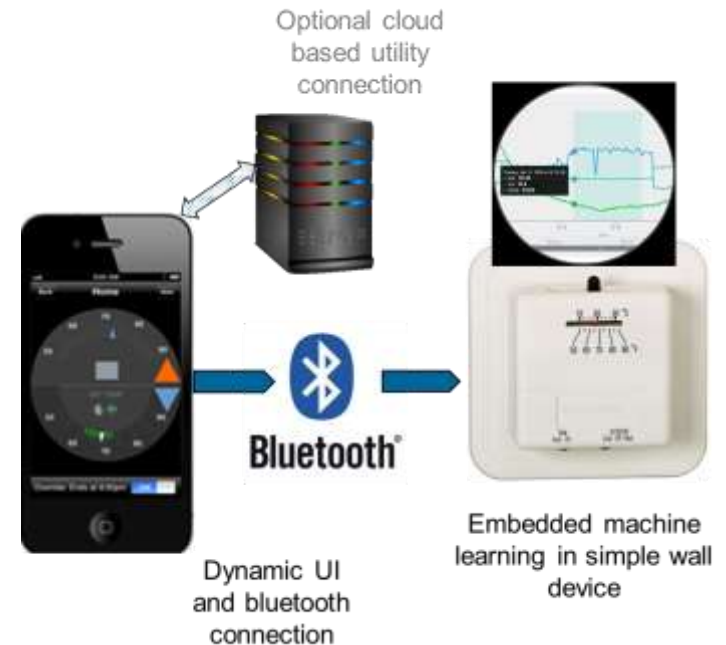 Optional cloud
based utility
connection
Home
Bluetooth®
Embedded machine
learning in simple wall
device
Dynamic UI
and bluetooth
connection